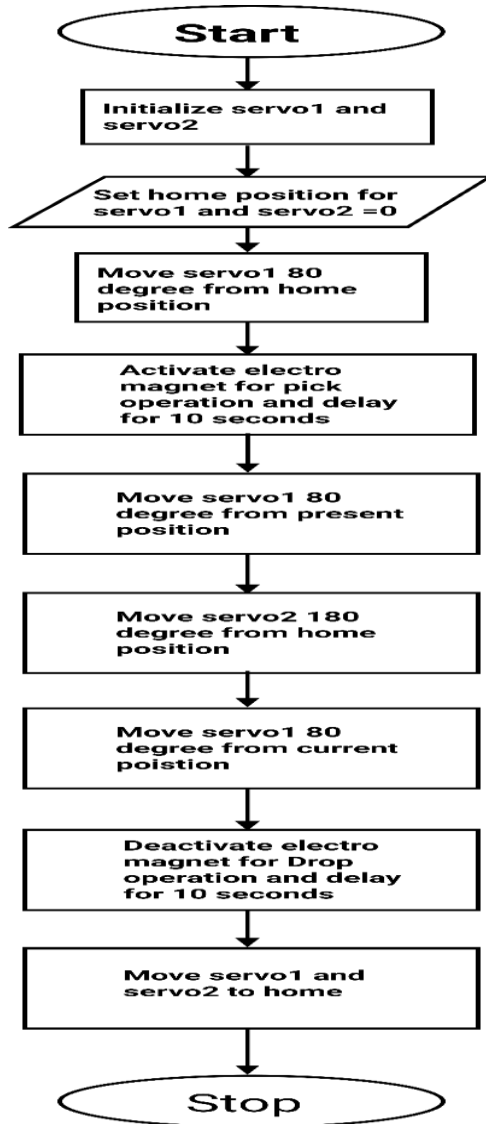 Start
Initialize servo1 and
servo2
Set home position for
servo1 and servo2 =0
Move servo1 80
degree from home
position
Activate electro
magnet for pick
operation and delay
for 10 seconds
Move servo1 80
degree from present
position
Move servo2 180
degree from home
position
Move servo1 80
degree from current
poistion
Deactivate electro
magnet for Drop
operation and delay
for 10 seconds
Move servo1 and
servo2 to home
Stop